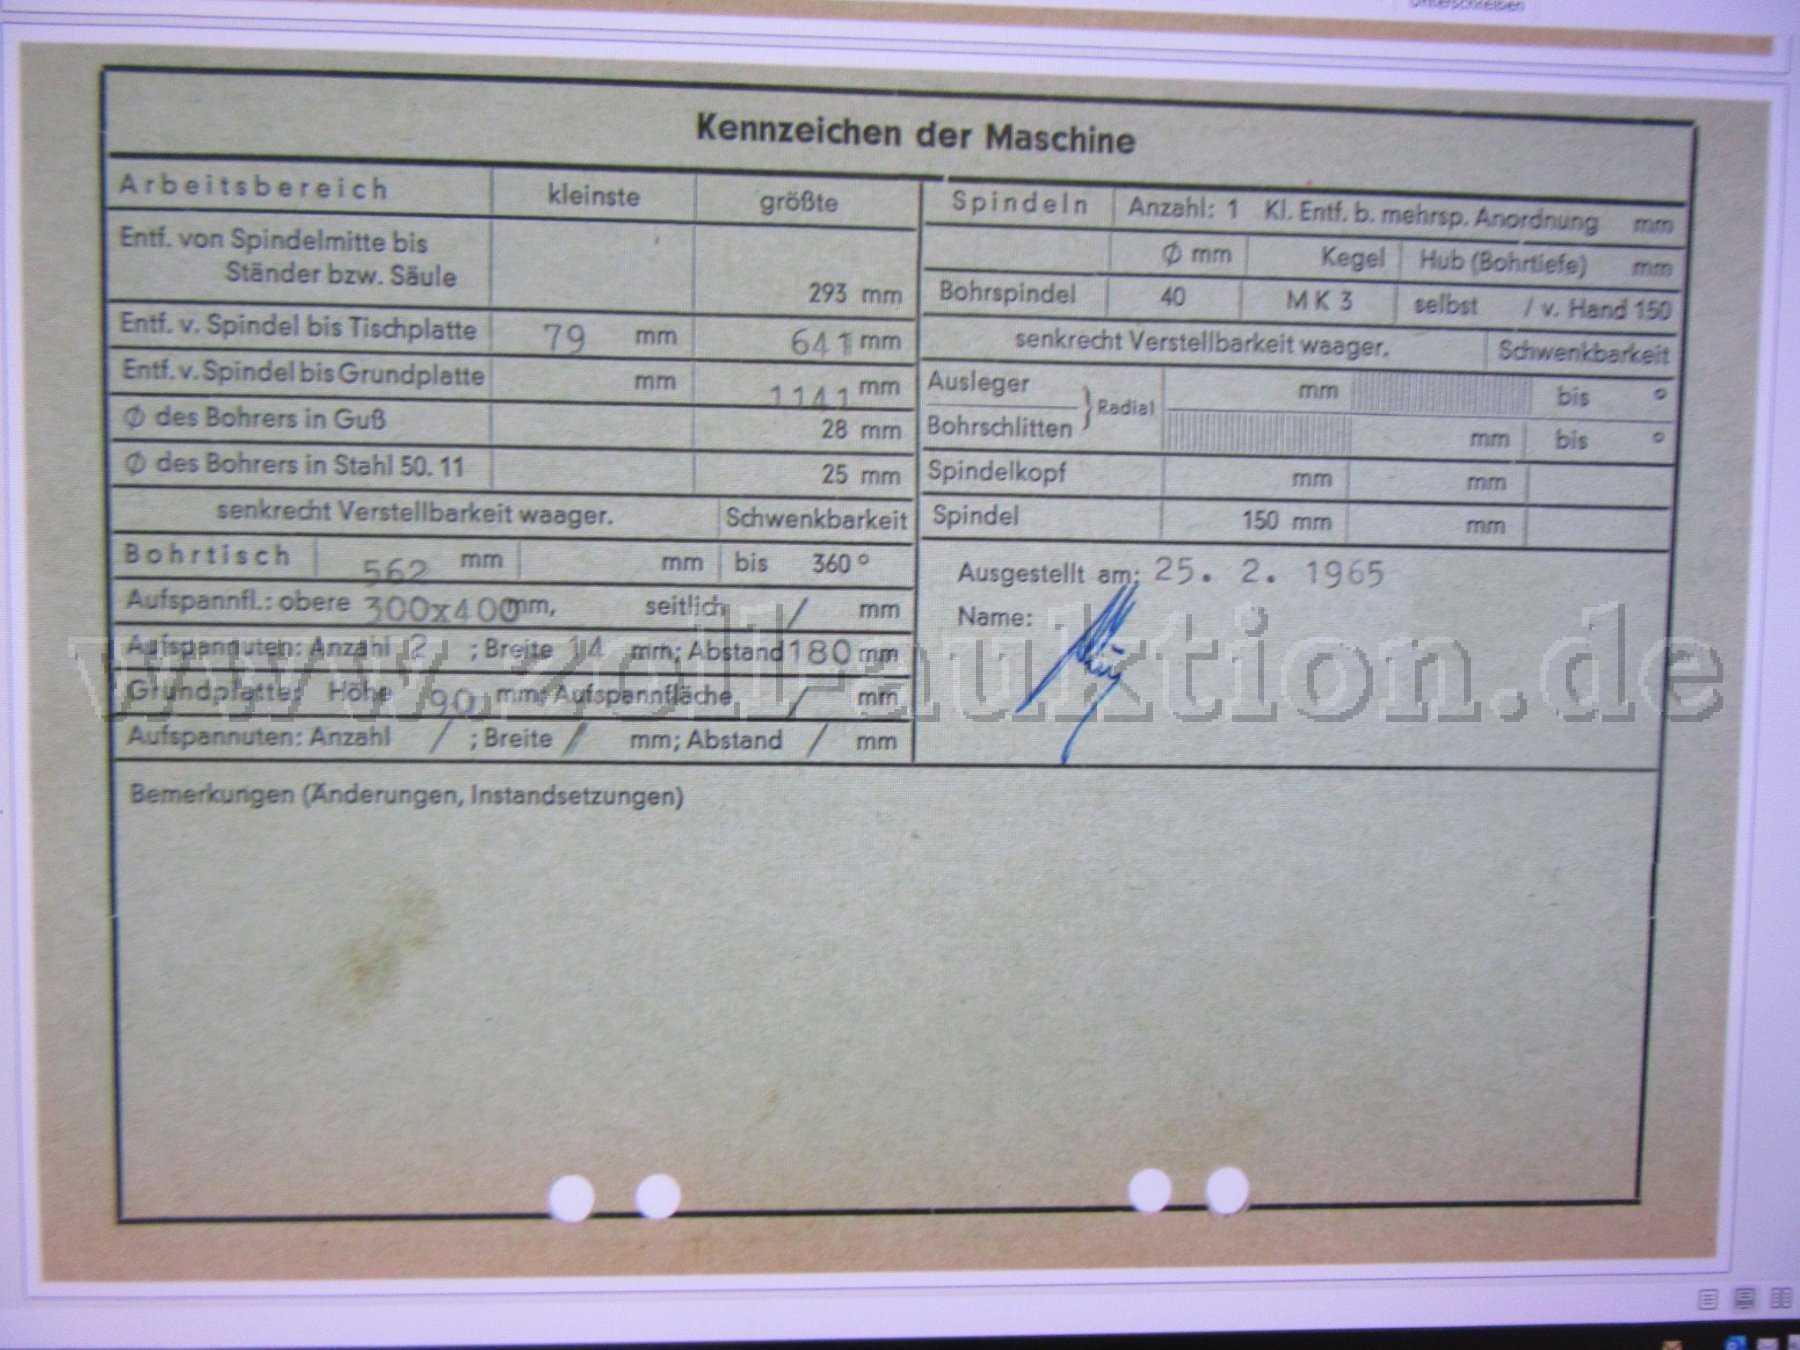 Unterschreiben
Kennzeichen der Maschine
Arbeitsbereich kleinste größte
Entf. von Spindelmitte bis
Ständer bzw. Säule 293 mm
Entf. v. Spindel bis Tischplatte 79 mm 641 mm
Entf. v. Spindel bis Grundplatte mm 1141 mm
Ø des Bohrers in Guß 28 mm
Ø des Bohrers in Stahl 50.11 25 mm
senkrecht Verstellbarkeit waager. Schwenkbarkeit
Bohrtisch 562 mm mm bis 360°
Aufspannfl.: obere 300x400 mm, seitlich / mm
Aufspannuten: Anzahl 2 ; Breite 14 mm; Abstand 180 mm
Grundplatte: Höhe 90 mm; Aufspannfläche / mm
Aufspannuten: Anzahl / ; Breite / mm; Abstand / mm
Spindeln Anzahl: 1 Kl. Entf. b. mehrsp. Anordnung mm
Ø mm Kegel Hub (Bohrtiefe) mm
Bohrspindel 40 MK 3 selbst / v. Hand 150
senkrecht Verstellbarkeit waager. Schwenkbarkeit
Ausleger } Radial mm bis °
Bohrschlitten mm bis °
Spindelkopf mm mm
Spindel 150 mm mm
Ausgestellt am: 25. 2. 1965
Name:
www.zoll-auktion.de
Bemerkungen (Änderungen, Instandsetzungen)